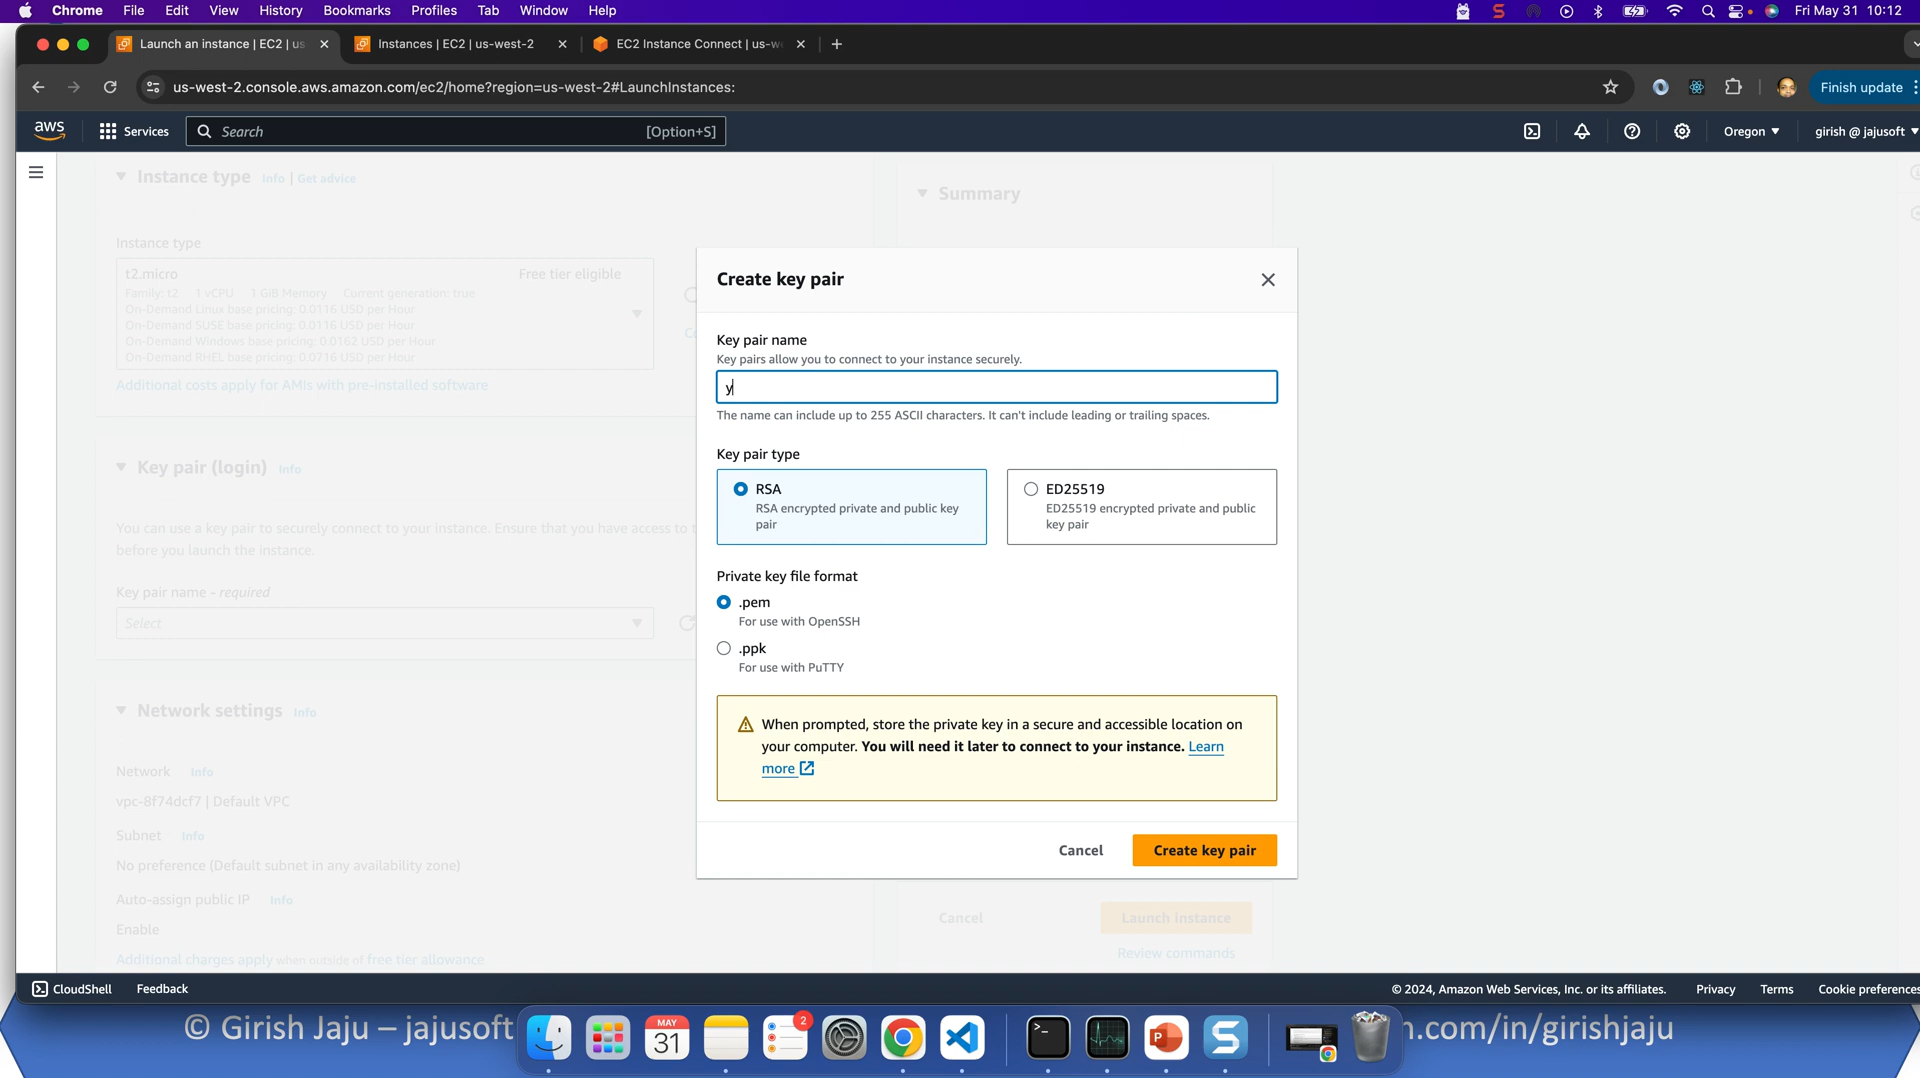 Chrome File Edit View History Bookmarks Profiles Tab Window Help Fri May 31 10:12
Launch an instance | EC2 | us Instances | EC2 | us-west-2 EC2 Instance Connect | us-w
us-west-2.console.aws.amazon.com/ec2/home?region=us-west-2#LaunchInstances: Finish update
aws Services Search [Option+S] Oregon girish @ jajusoft
Instance type Info | Get advice
Summary
Instance type
t2.micro Free tier eligible
Family: t2 1 vCPU 1 GiB Memory Current generation: true
On-Demand Linux base pricing: 0.0116 USD per Hour
On-Demand SUSE base pricing: 0.0116 USD per Hour
On-Demand Windows base pricing: 0.0162 USD per Hour
On-Demand RHEL base pricing: 0.0716 USD per Hour
Additional costs apply for AMIs with pre-installed software
Key pair (login) Info
You can use a key pair to securely connect to your instance. Ensure that you have access to
before you launch the instance.
Key pair name - required
Select
Network settings Info
Network Info
vpc-8f74dcf7 | Default VPC
Subnet Info
No preference (Default subnet in any availability zone)
Auto-assign public IP Info
Enable
Additional charges apply when outside of free tier allowance
Create key pair
Key pair name
Key pairs allow you to connect to your instance securely.
y
The name can include up to 255 ASCII characters. It can't include leading or trailing spaces.
Key pair type
RSA
RSA encrypted private and public key
pair
ED25519
ED25519 encrypted private and public
key pair
Private key file format
.pem
For use with OpenSSH
.ppk
For use with PuTTY
When prompted, store the private key in a secure and accessible location on
your computer. You will need it later to connect to your instance. Learn
more
Cancel Create key pair
Cancel Launch instance
Review commands
CloudShell Feedback © 2024, Amazon Web Services, Inc. or its affiliates. Privacy Terms Cookie preferences
© Girish Jaju – jajusoft n.com/in/girishjaju
MAY
31
2